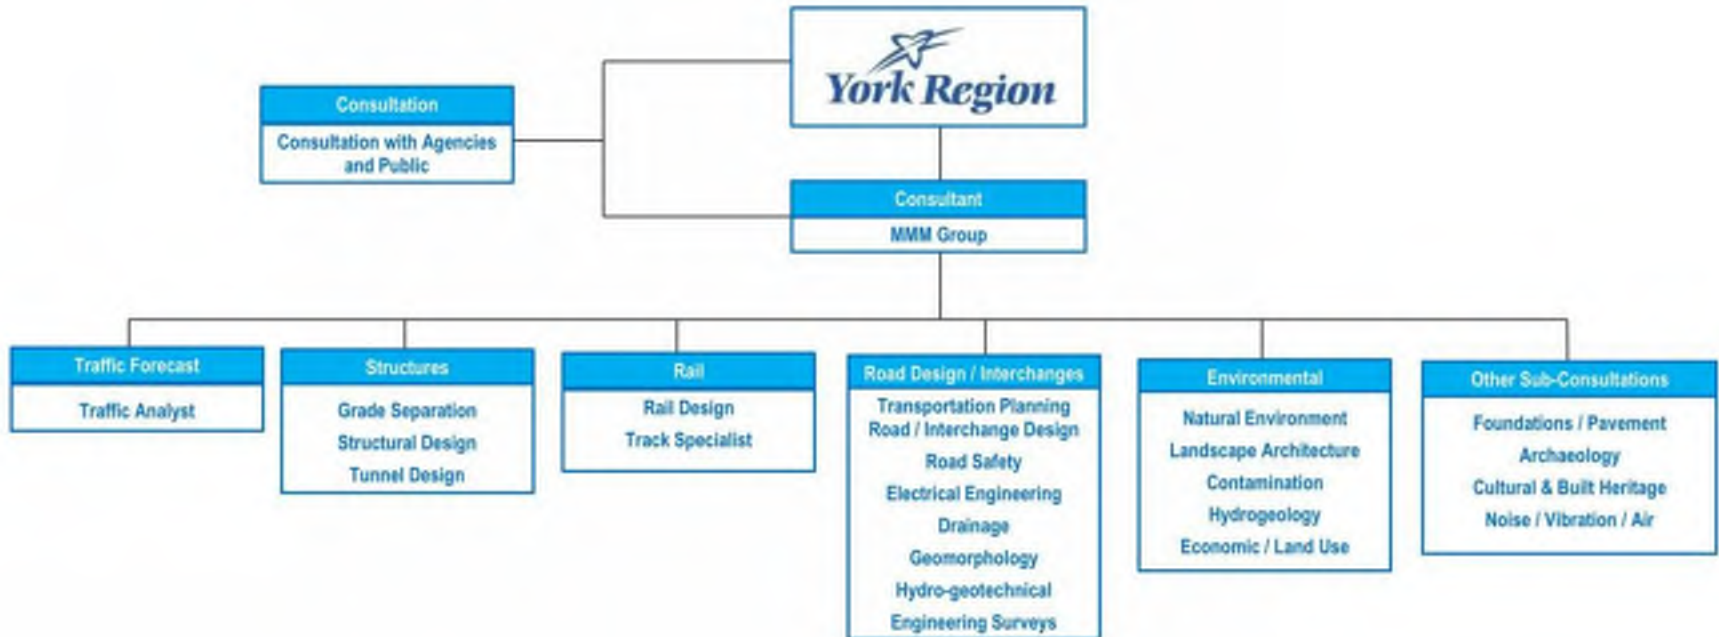 York Region
Consultation
Consultation with Agencies
and Public
Consultant
MMM Group
Traffic Forecast
Traffic Analyst
Structures
Grade Separation
Structural Design
Tunnel Design
Rail
Rail Design
Track Specialist
Road Design / Interchanges
Transportation Planning
Road / Interchange Design
Road Safety
Electrical Engineering
Drainage
Geomorphology
Hydro-geotechnical
Engineering Surveys
Environmental
Natural Environment
Landscape Architecture
Contamination
Hydrogeology
Economic / Land Use
Other Sub-Consultations
Foundations / Pavement
Archaeology
Cultural & Built Heritage
Noise / Vibration / Air